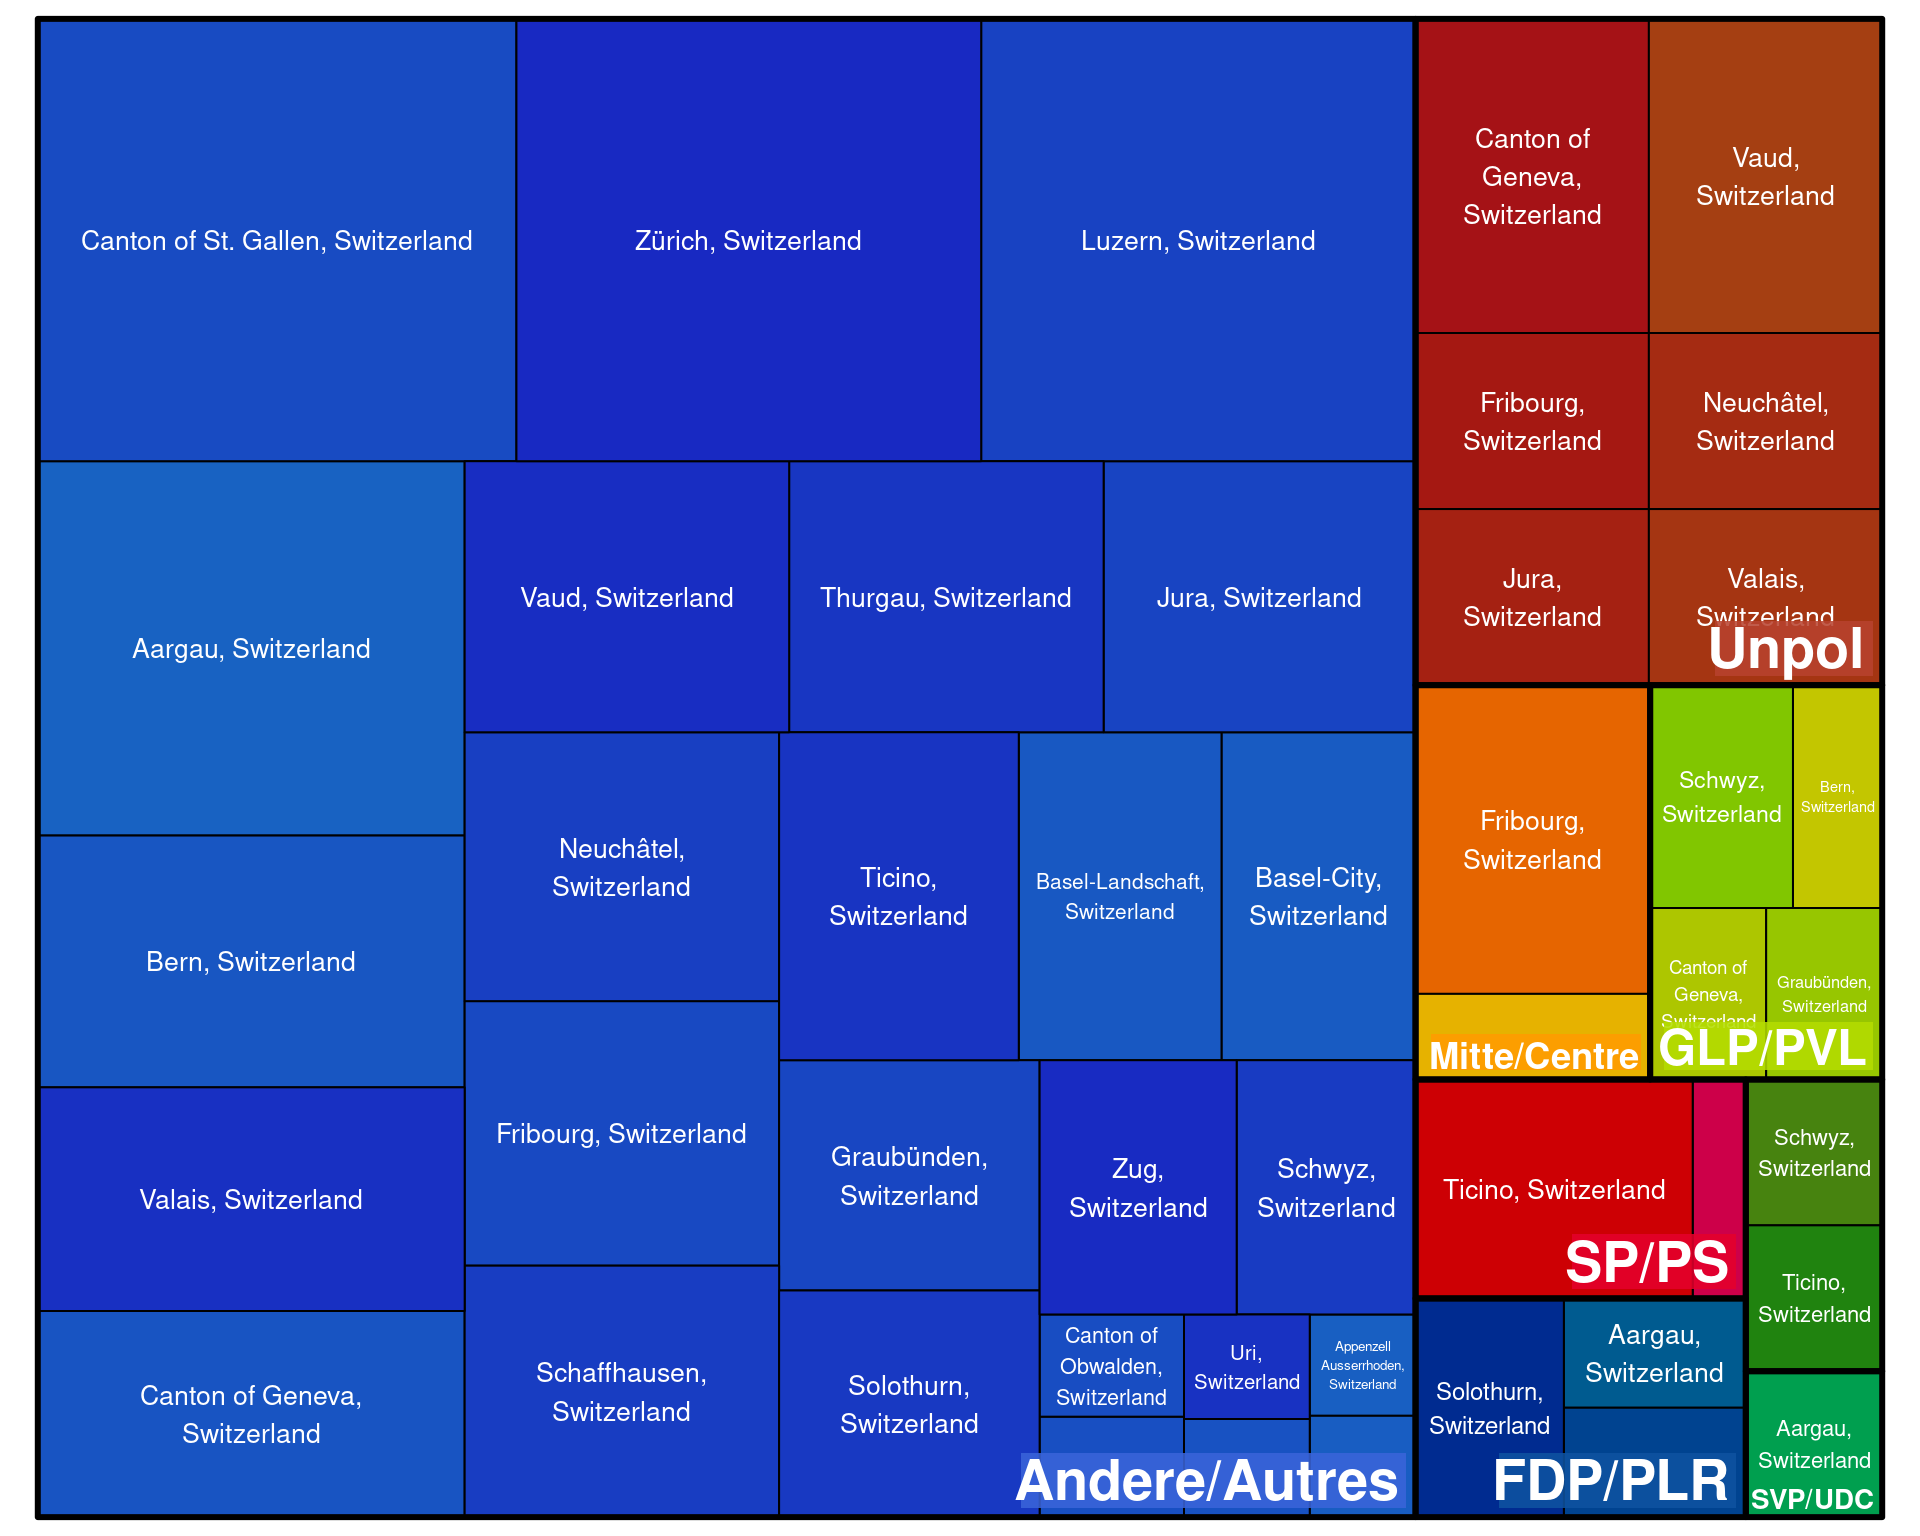 Canton of St. Gallen, Switzerland
Zürich, Switzerland
Luzern, Switzerland
Aargau, Switzerland
Vaud, Switzerland
Thurgau, Switzerland
Jura, Switzerland
Bern, Switzerland
Neuchâtel,
Switzerland
Ticino,
Switzerland
Basel-Landschaft,
Switzerland
Basel-City,
Switzerland
Valais, Switzerland
Fribourg, Switzerland
Graubünden,
Switzerland
Zug,
Switzerland
Schwyz,
Switzerland
Canton of Geneva,
Switzerland
Schaffhausen,
Switzerland
Solothurn,
Switzerland
Canton of
Obwalden,
Switzerland
Uri,
Switzerland
Appenzell
Ausserrhoden,
Switzerland
Andere/Autres
Canton of
Geneva,
Switzerland
Vaud,
Switzerland
Fribourg,
Switzerland
Neuchâtel,
Switzerland
Jura,
Switzerland
Valais,
Switzerland
Unpol
Fribourg,
Switzerland
Mitte/Centre
Schwyz,
Switzerland
Bern,
Switzerland
Canton of
Geneva,
Switzerland
Graubünden,
Switzerland
GLP/PVL
Ticino, Switzerland
SP/PS
Schwyz,
Switzerland
Ticino,
Switzerland
Solothurn,
Switzerland
Aargau,
Switzerland
FDP/PLR
Aargau,
Switzerland
SVP/UDC